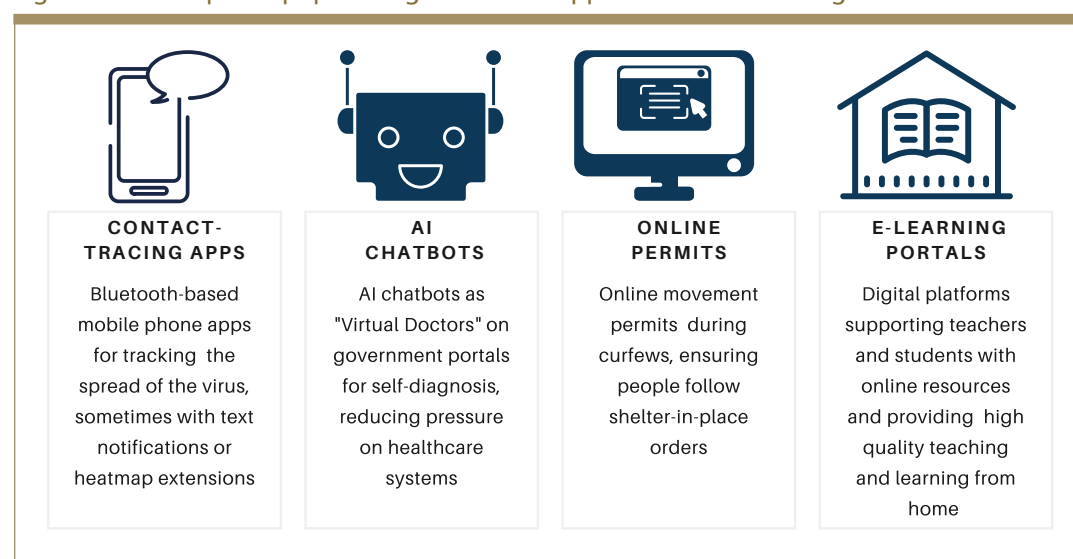 CONTACT-
TRACING APPS
Bluetooth-based
mobile phone apps
for tracking the
spread of the virus,
sometimes with text
notifications or
heatmap extensions
AI
CHATBOTS
AI chatbots as
"Virtual Doctors" on
government portals
for self-diagnosis,
reducing pressure
on healthcare
systems
ONLINE
PERMITS
Online movement
permits during
curfews, ensuring
people follow
shelter-in-place
orders
E-LEARNING
PORTALS
Digital platforms
supporting teachers
and students with
online resources
and providing high
quality teaching
and learning from
home